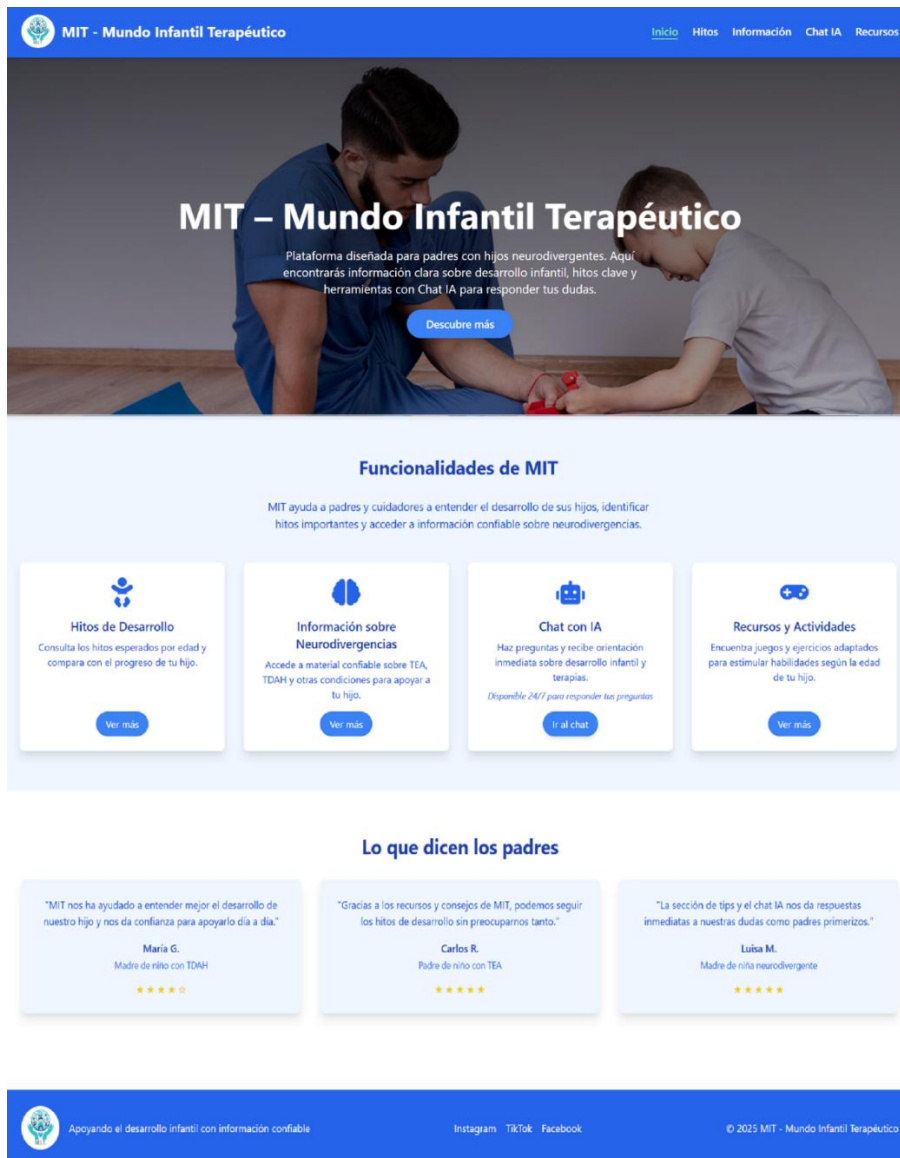 MIT - Mundo Infantil Terapéutico
Inicio Hitos Información Chat IA Recursos
MIT – Mundo Infantil Terapéutico
Plataforma diseñada para padres con hijos neurodivergentes. Aquí
encontrarás información clara sobre desarrollo infantil, hitos clave y
herramientas con Chat IA para responder tus dudas.
Descubre más
Funcionalidades de MIT
MIT ayuda a padres y cuidadores a entender el desarrollo de sus hijos, identificar
hitos importantes y acceder a información confiable sobre neurodivergencias.
Hitos de Desarrollo
Consulta los hitos esperados por edad y
compara con el progreso de tu hijo.
Ver más
Información sobre
Neurodivergencias
Accede a material confiable sobre TEA,
TDAH y otras condiciones para apoyar a
tu hijo.
Ver más
Chat con IA
Haz preguntas y recibe orientación
inmediata sobre desarrollo infantil y
terapias.
Disponible 24/7 para responder tus preguntas
Ir al chat
Recursos y Actividades
Encuentra juegos y ejercicios adaptados
para estimular habilidades según la edad
de tu hijo.
Ver más
Lo que dicen los padres
"MIT nos ha ayudado a entender mejor el desarrollo de
nuestro hijo y nos da confianza para apoyarlo día a día."
María G.
Madre de niño con TDAH
★★★★☆
"Gracias a los recursos y consejos de MIT, podemos seguir
los hitos de desarrollo sin preocuparnos tanto."
Carlos R.
Padre de niño con TEA
★★★★★
"La sección de tips y el chat IA nos da respuestas
inmediatas a nuestras dudas como padres primerizos."
Luisa M.
Madre de niña neurodivergente
★★★★★
Apoyando el desarrollo infantil con información confiable
Instagram TikTok Facebook
© 2025 MIT - Mundo Infantil Terapéutico